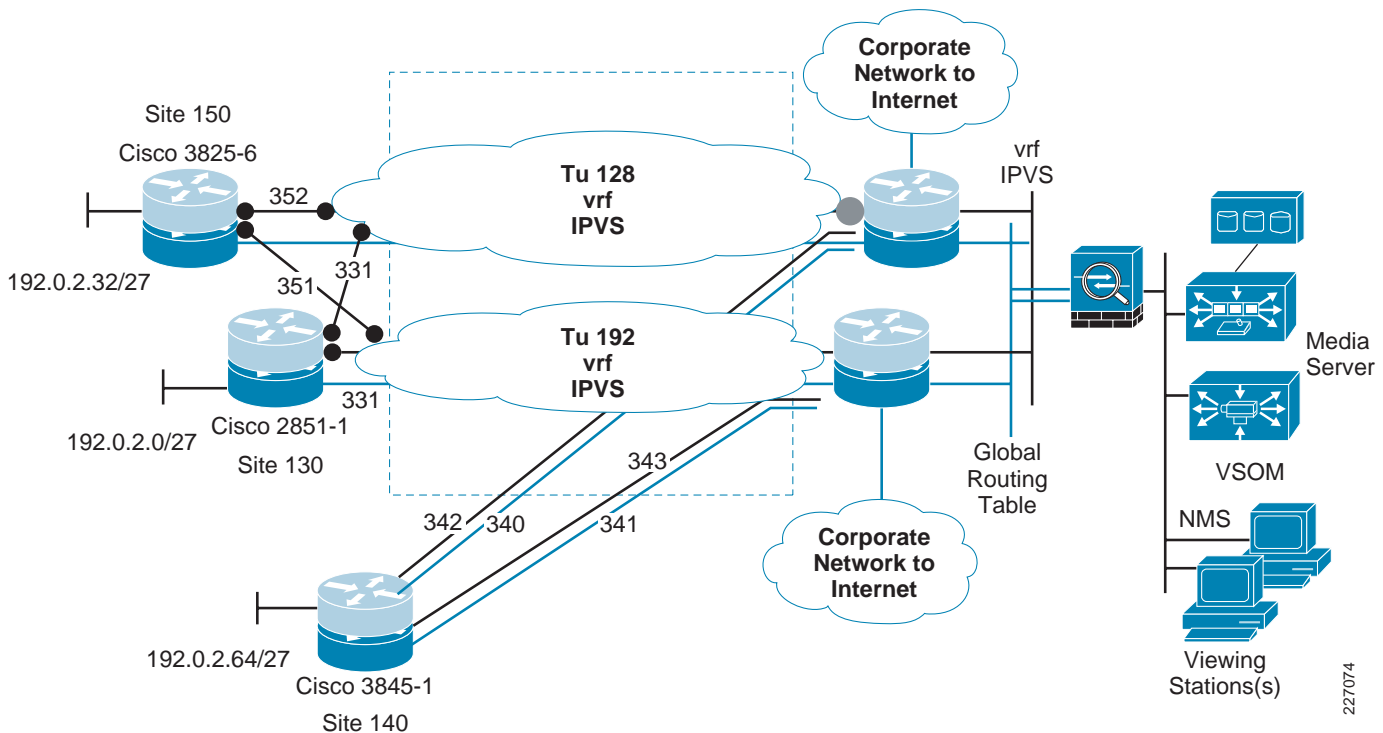 Corporate
Network to
Internet
Site 150
Cisco 3825-6
352
Tu 128
vrf
IPVS
vrf
IPVS
192.0.2.32/27
351
331
Tu 192
vrf
IPVS
Media
Server
331
192.0.2.0/27
Cisco 2851-1
Site 130
343
Global
Routing
Table
VSOM
342
340
341
Corporate
Network to
Internet
NMS
192.0.2.64/27
Cisco 3845-1
Site 140
Viewing
Stations(s)
227074